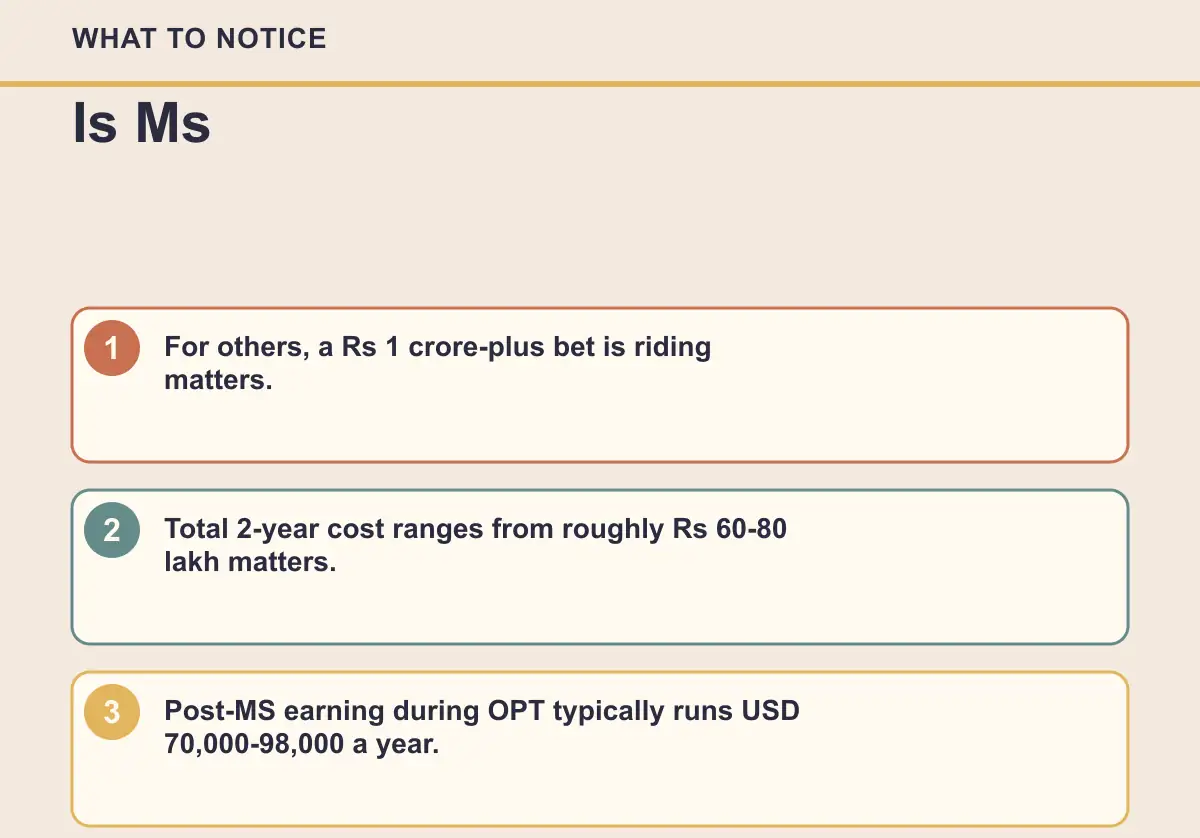 WHAT TO NOTICE
Is Ms
1
For others, a Rs 1 crore-plus bet is riding
matters.
2
Total 2-year cost ranges from roughly Rs 60-80
lakh matters.
3
Post-MS earning during OPT typically runs USD
70,000-98,000 a year.